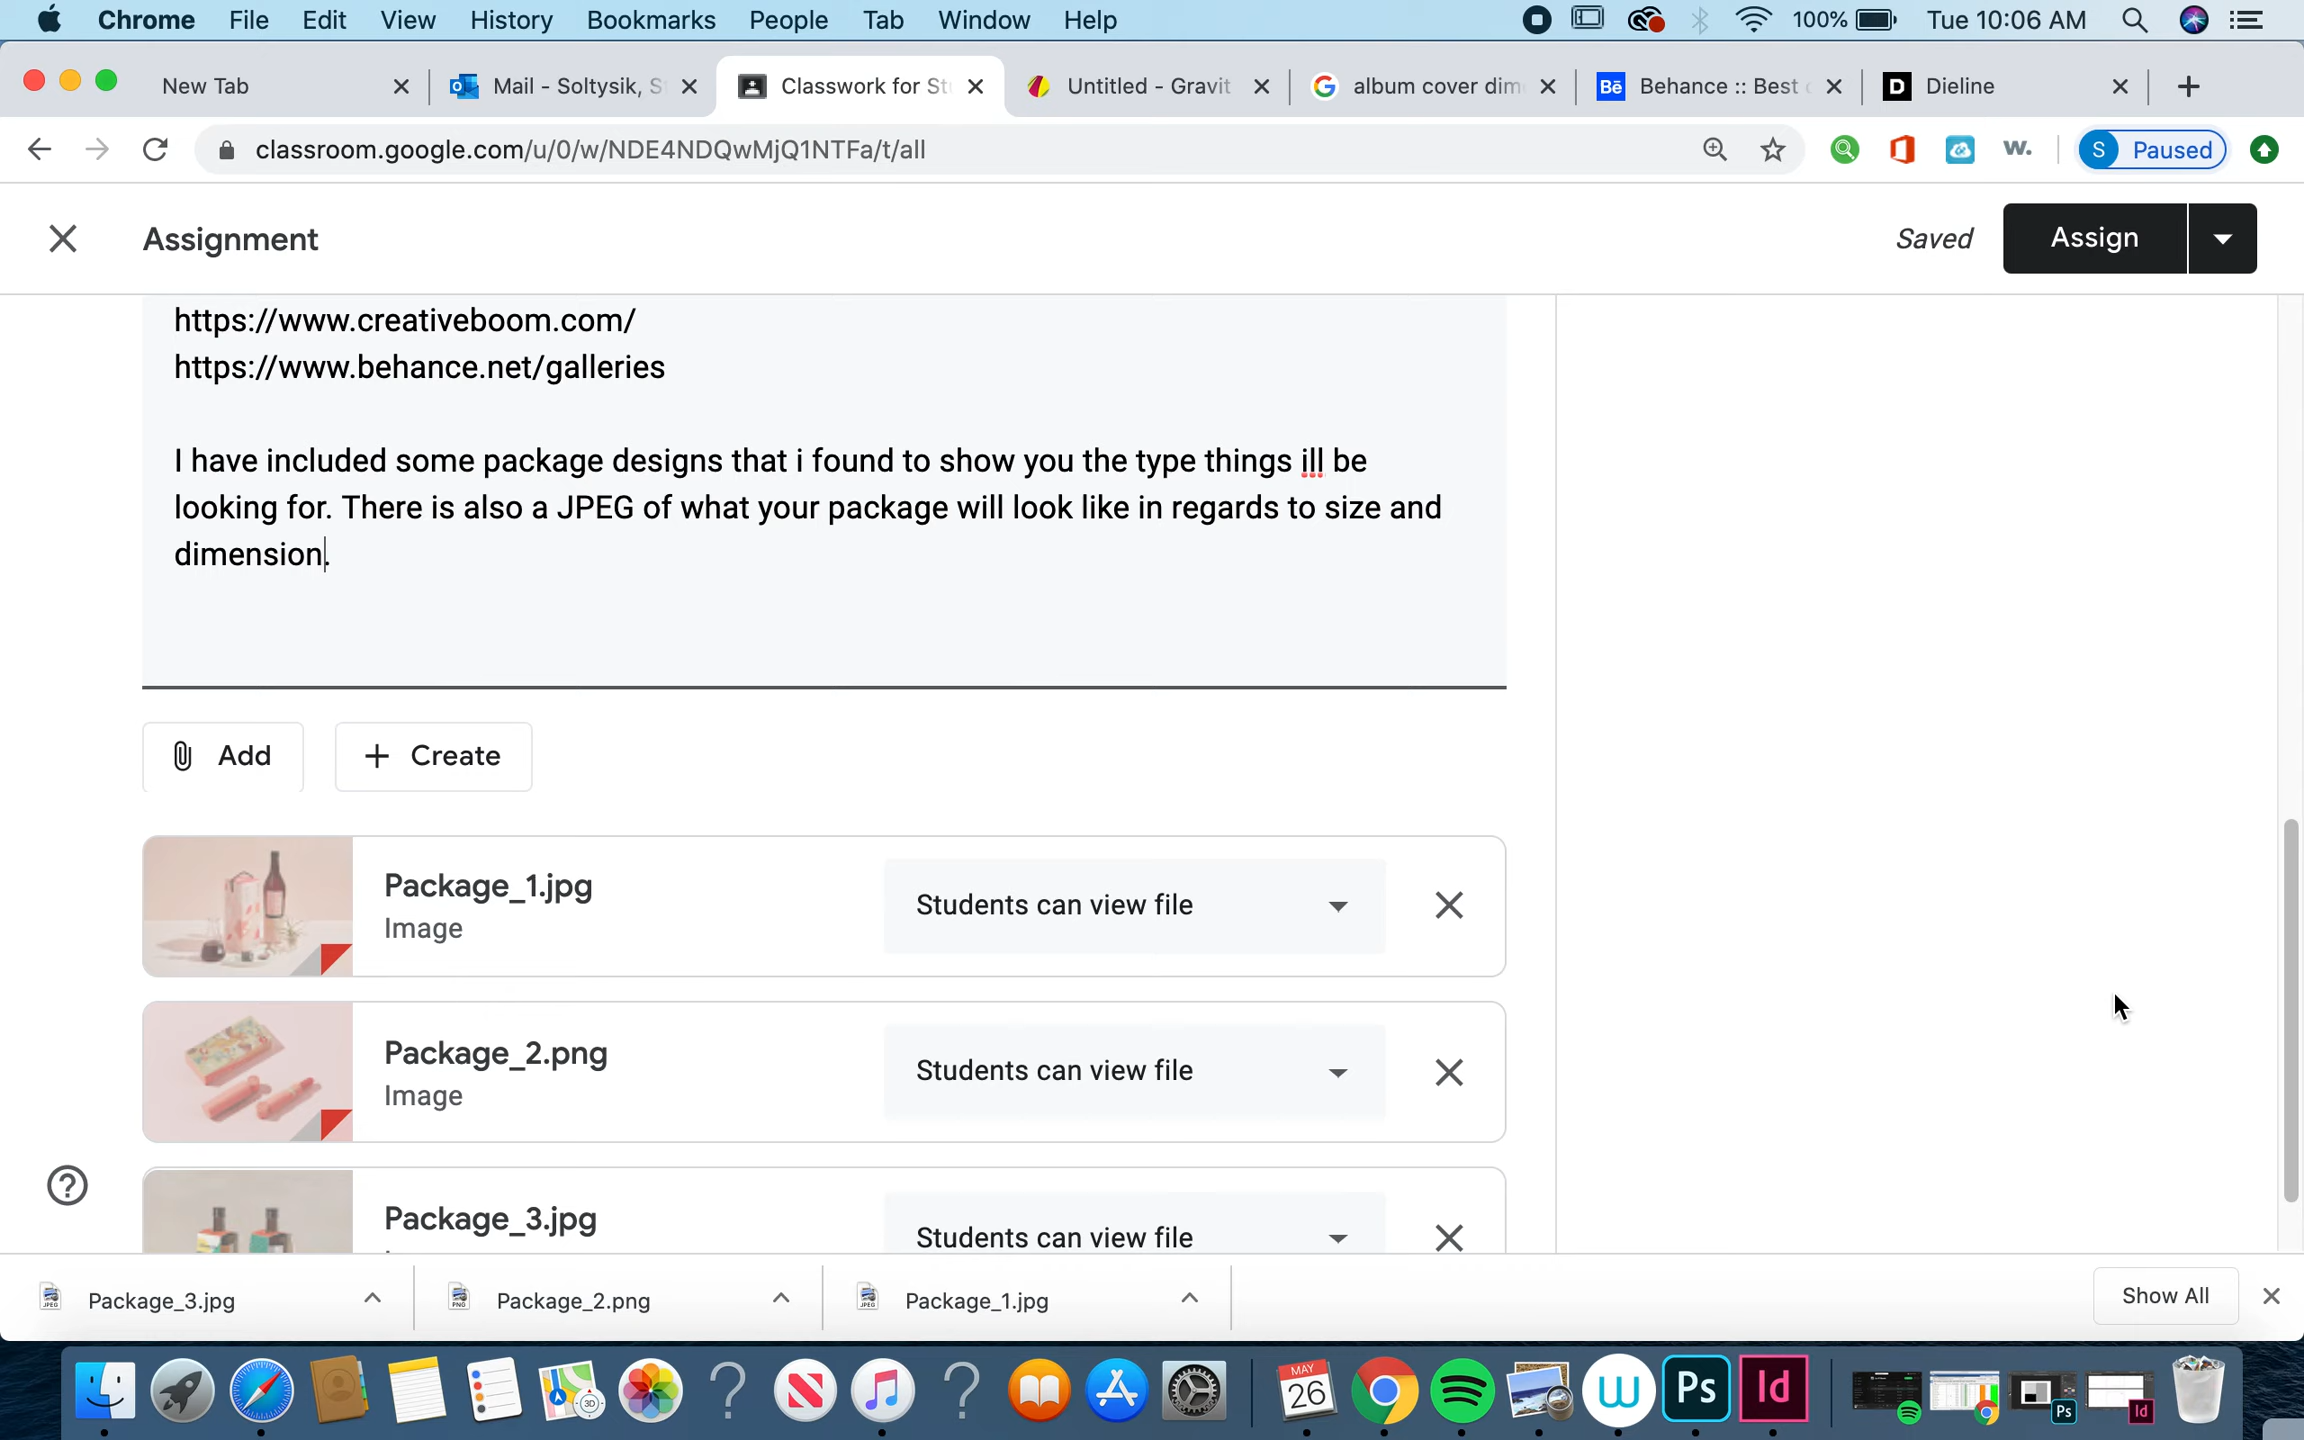 Chrome File Edit View History Bookmarks People Tab Window Help 100% Tue 10:06 AM
New Tab Mail - Soltysik, S Classwork for Stu Untitled - Gravit album cover dim Behance :: Best Dieline
classroom.google.com/u/0/w/NDE4NDQwMjQ1NTFa/t/all W. S Paused
Assignment Saved Assign
https://www.creativeboom.com/
https://www.behance.net/galleries
I have included some package designs that i found to show you the type things ill be
looking for. There is also a JPEG of what your package will look like in regards to size and
dimension.
Add Create
Package_1.jpg
Image
Students can view file
Package_2.png
Image
Students can view file
Package_3.jpg
Students can view file
Package_3.jpg Package_2.png Package_1.jpg Show All
MAY
26
3D
Ps Id
Ps Id